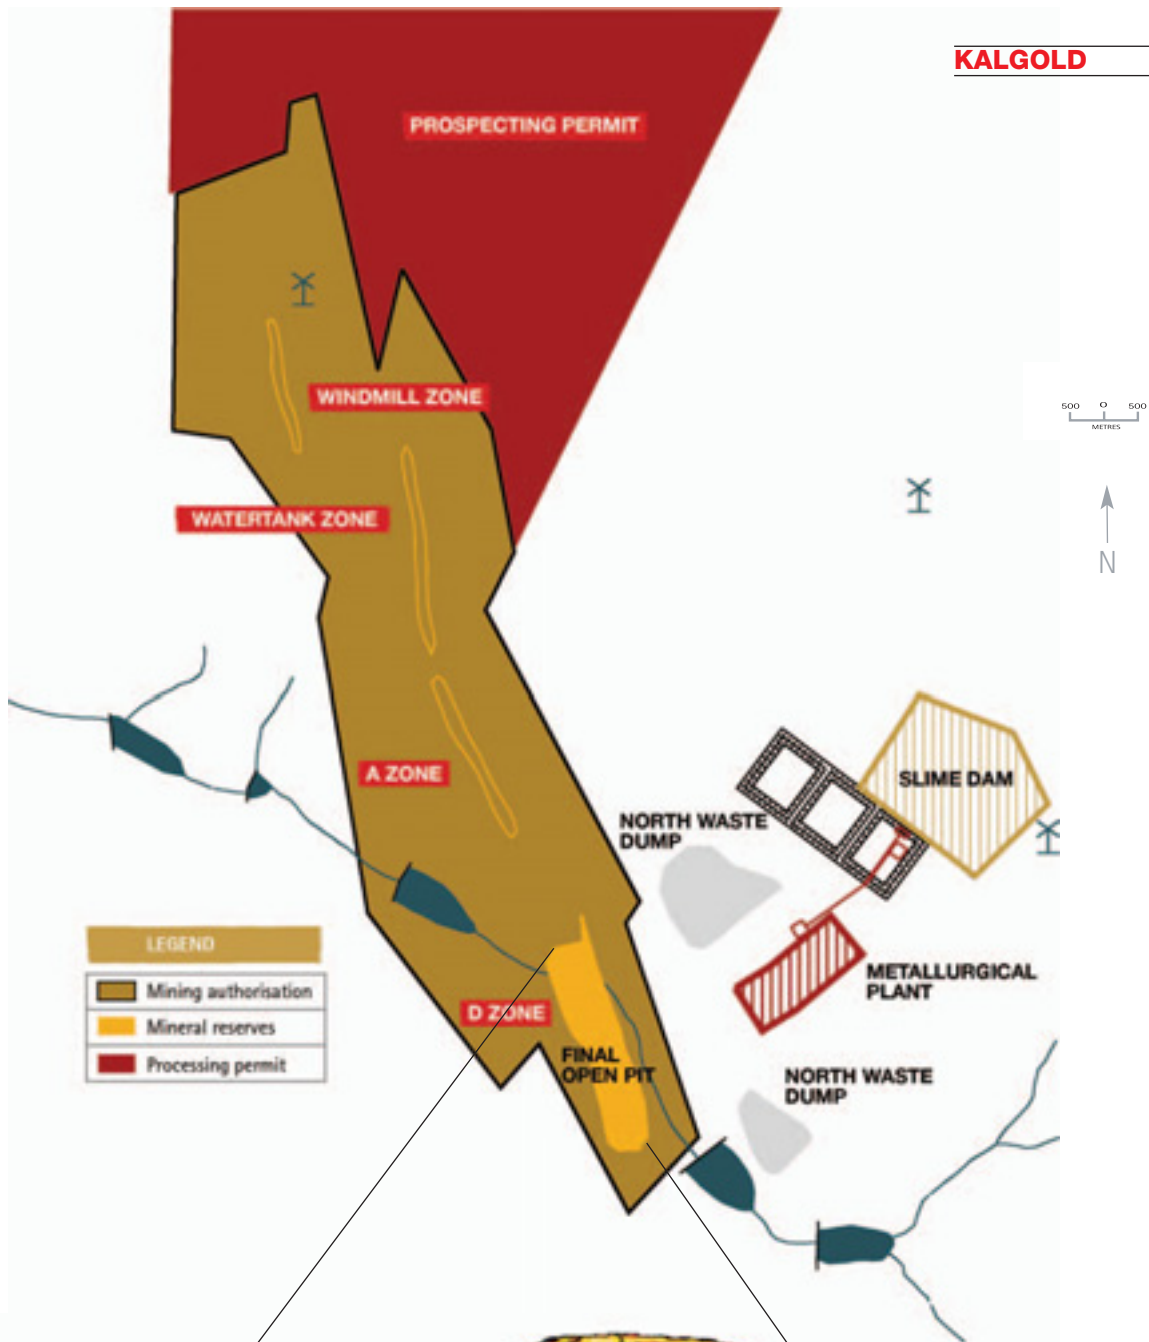 KALGOLD
PROSPECTING PERMIT
WINDMILL ZONE
500 O 500
METRES
WATERTANK ZONE
N
A ZONE
SLIME DAM
NORTH WASTE
DUMP
LEGEND
Mining authorisation
Mineral reserves
Processing permit
METALLURGICAL
PLANT
D ZONE
FINAL
OPEN PIT
NORTH WASTE
DUMP